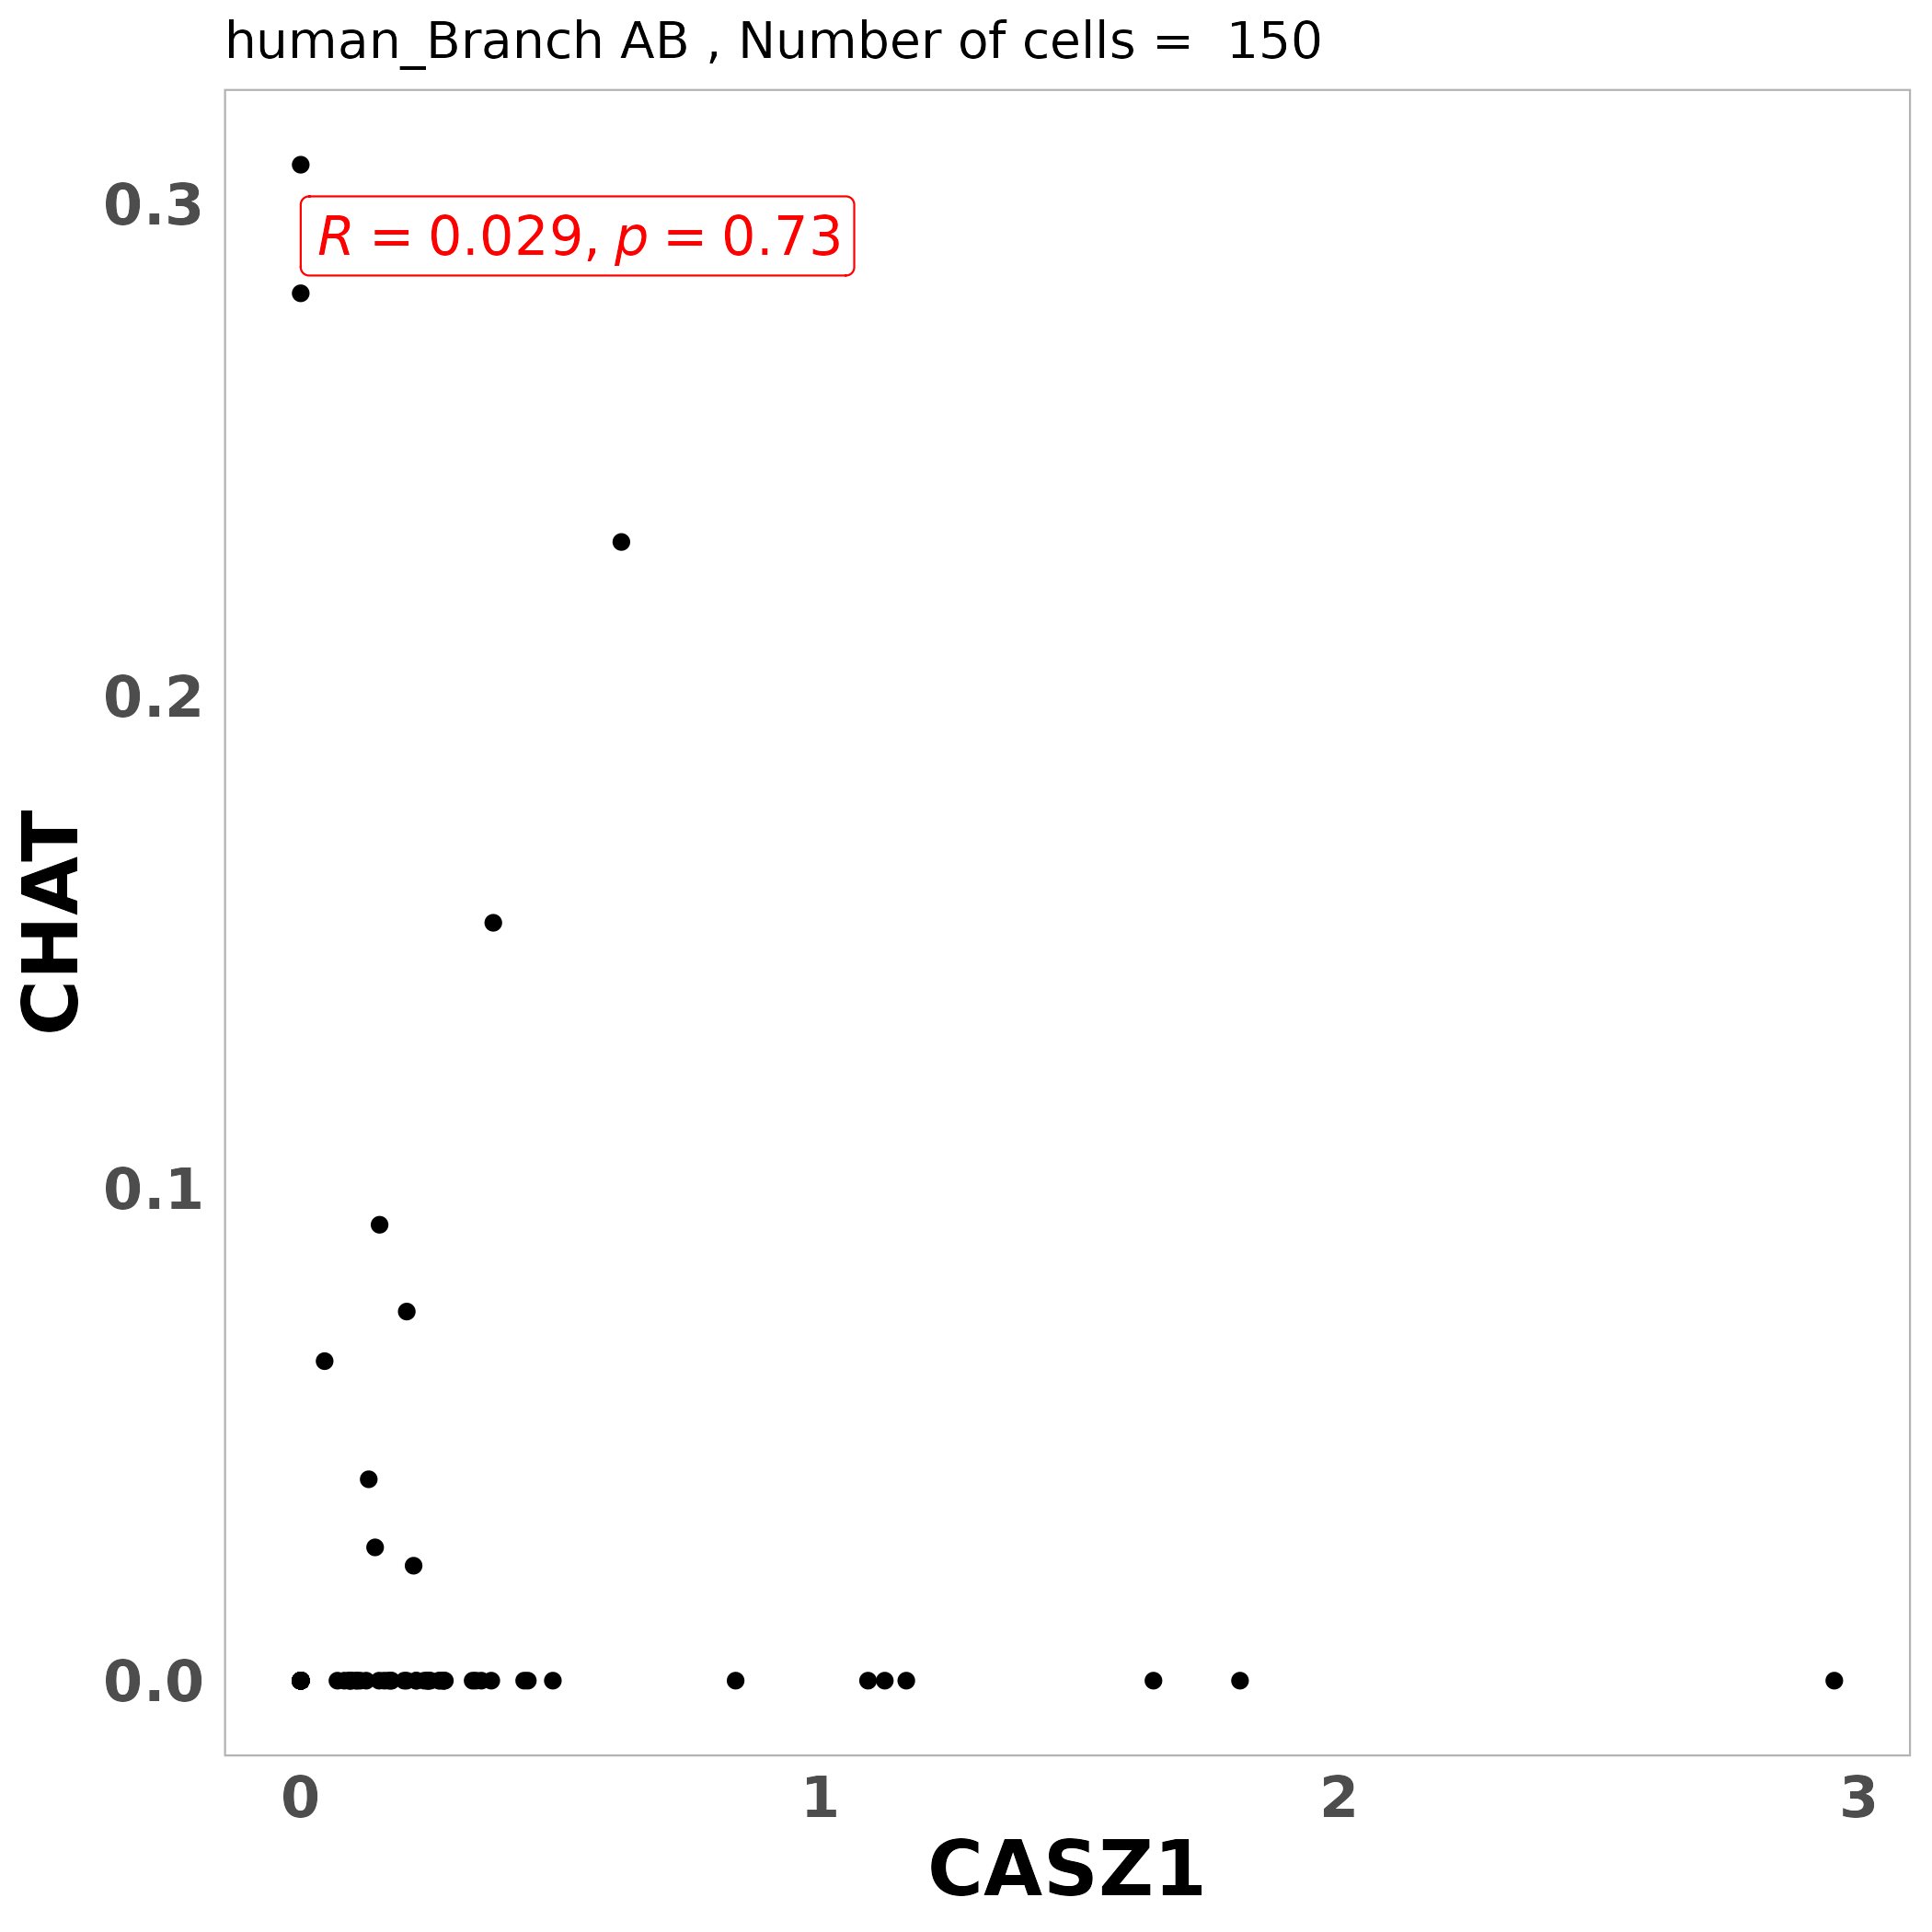 human_Branch AB , Number of cells =  150
0.3
R = 0.029, p = 0.73
0.2
CHAT
0.1
0.0
0 1 2 3
CASZ1